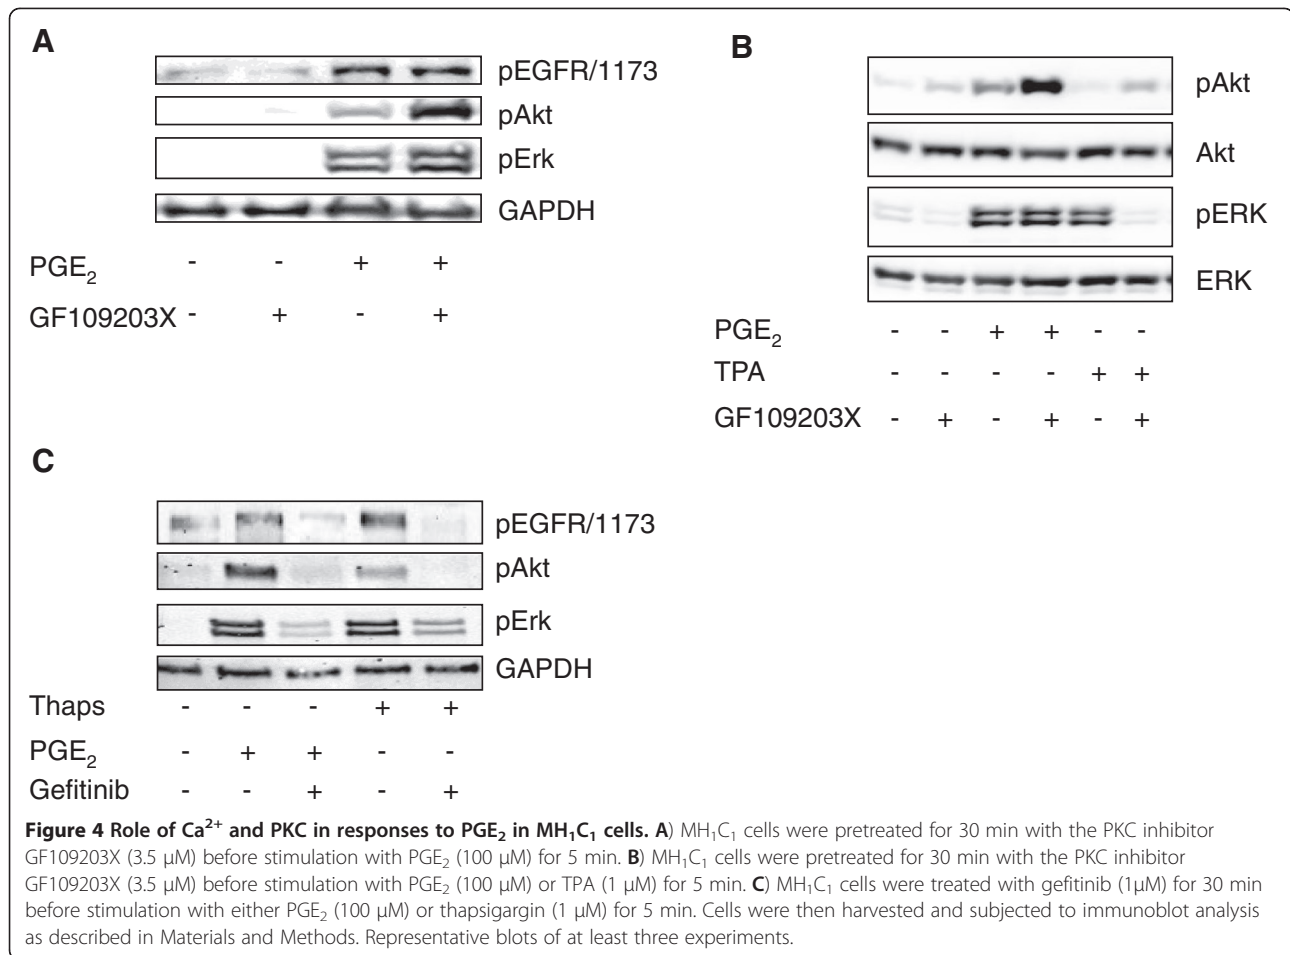 A
pEGFR/1173
pAkt
pErk
GAPDH
PGE₂ - - + +
GF109203X - + - +
B
pAkt
Akt
pERK
ERK
PGE₂ - - + + - -
TPA - - - - + +
GF109203X - + - + - +
C
pEGFR/1173
pAkt
pErk
GAPDH
Thaps - - - + +
PGE₂ - + + - -
Gefitinib - - + - +
Figure 4 Role of Ca²⁺ and PKC in responses to PGE₂ in MH₁C₁ cells. A) MH₁C₁ cells were pretreated for 30 min with the PKC inhibitor
GF109203X (3.5 μM) before stimulation with PGE₂ (100 μM) for 5 min. B) MH₁C₁ cells were pretreated for 30 min with the PKC inhibitor
GF109203X (3.5 μM) before stimulation with PGE₂ (100 μM) or TPA (1 μM) for 5 min. C) MH₁C₁ cells were treated with gefitinib (1μM) for 30 min
before stimulation with either PGE₂ (100 μM) or thapsigargin (1 μM) for 5 min. Cells were then harvested and subjected to immunoblot analysis
as described in Materials and Methods. Representative blots of at least three experiments.